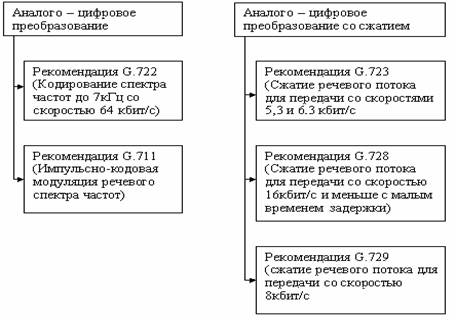 Аналого – цифровое
преобразование
Рекомендация G.722
(Кодирование спектра
частот до 7кГц со
скоростью 64 кбит/с)
Рекомендация G.711
(Импульсно-кодовая
модуляция речевого
спектра частот)
Аналого – цифровое
преобразование со сжатием
Рекомендация G.723
(Сжатие речевого потока
для передачи со скоростями
5,3 и 6.3 кбит/с
Рекомендация G.728
(Сжатие речевого потока
для передачи со скоростью
16кбит/с и меньше с малым
временем задержки)
Рекомендация G.729
(сжатие речевого потока для
передачи со скоростью
8кбит/с